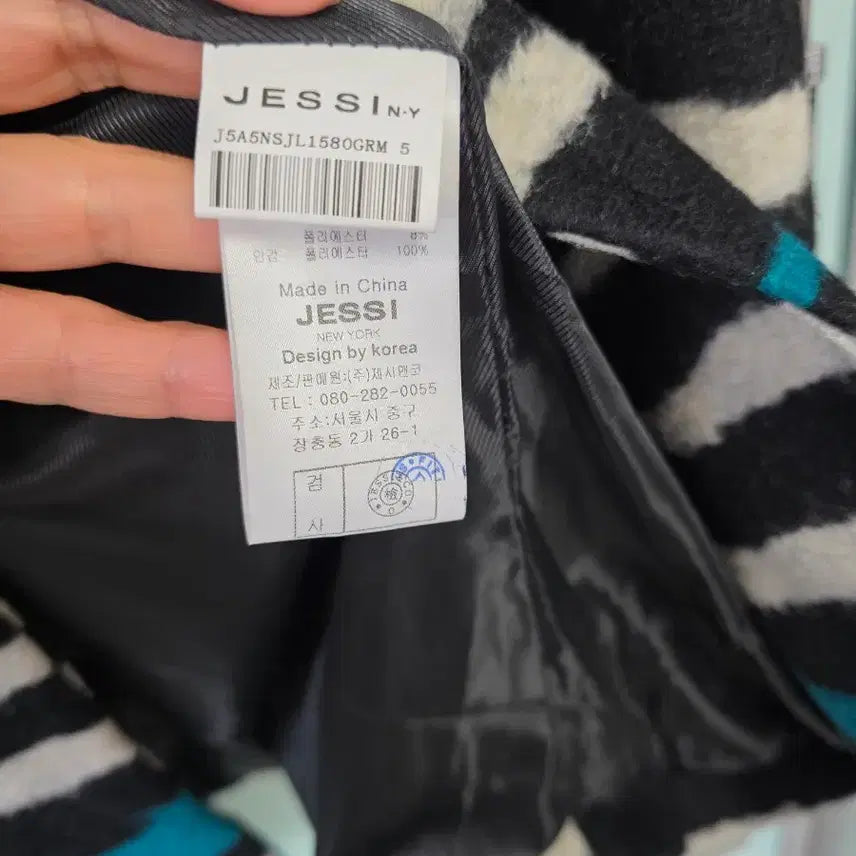 JESSI N-Y
J5A5NSJL1580GRM 5
폴리에스터 8%
안감: 폴리에스터 100%
Made in China
JESSI
NEW YORK
Design by korea
제조/판매원:(주)제시앤코
TEL : 080-282-0055
주소:서울시 중구
장충동 2가 26-1
검
사
檢